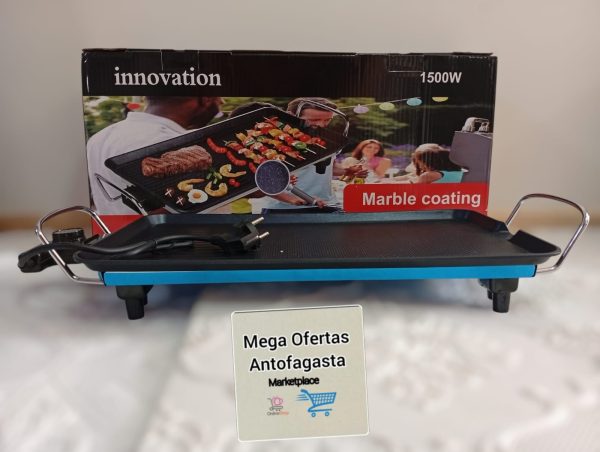 innovation
1500W
Marble coating
Mega Ofertas
Antofagasta
Marketplace